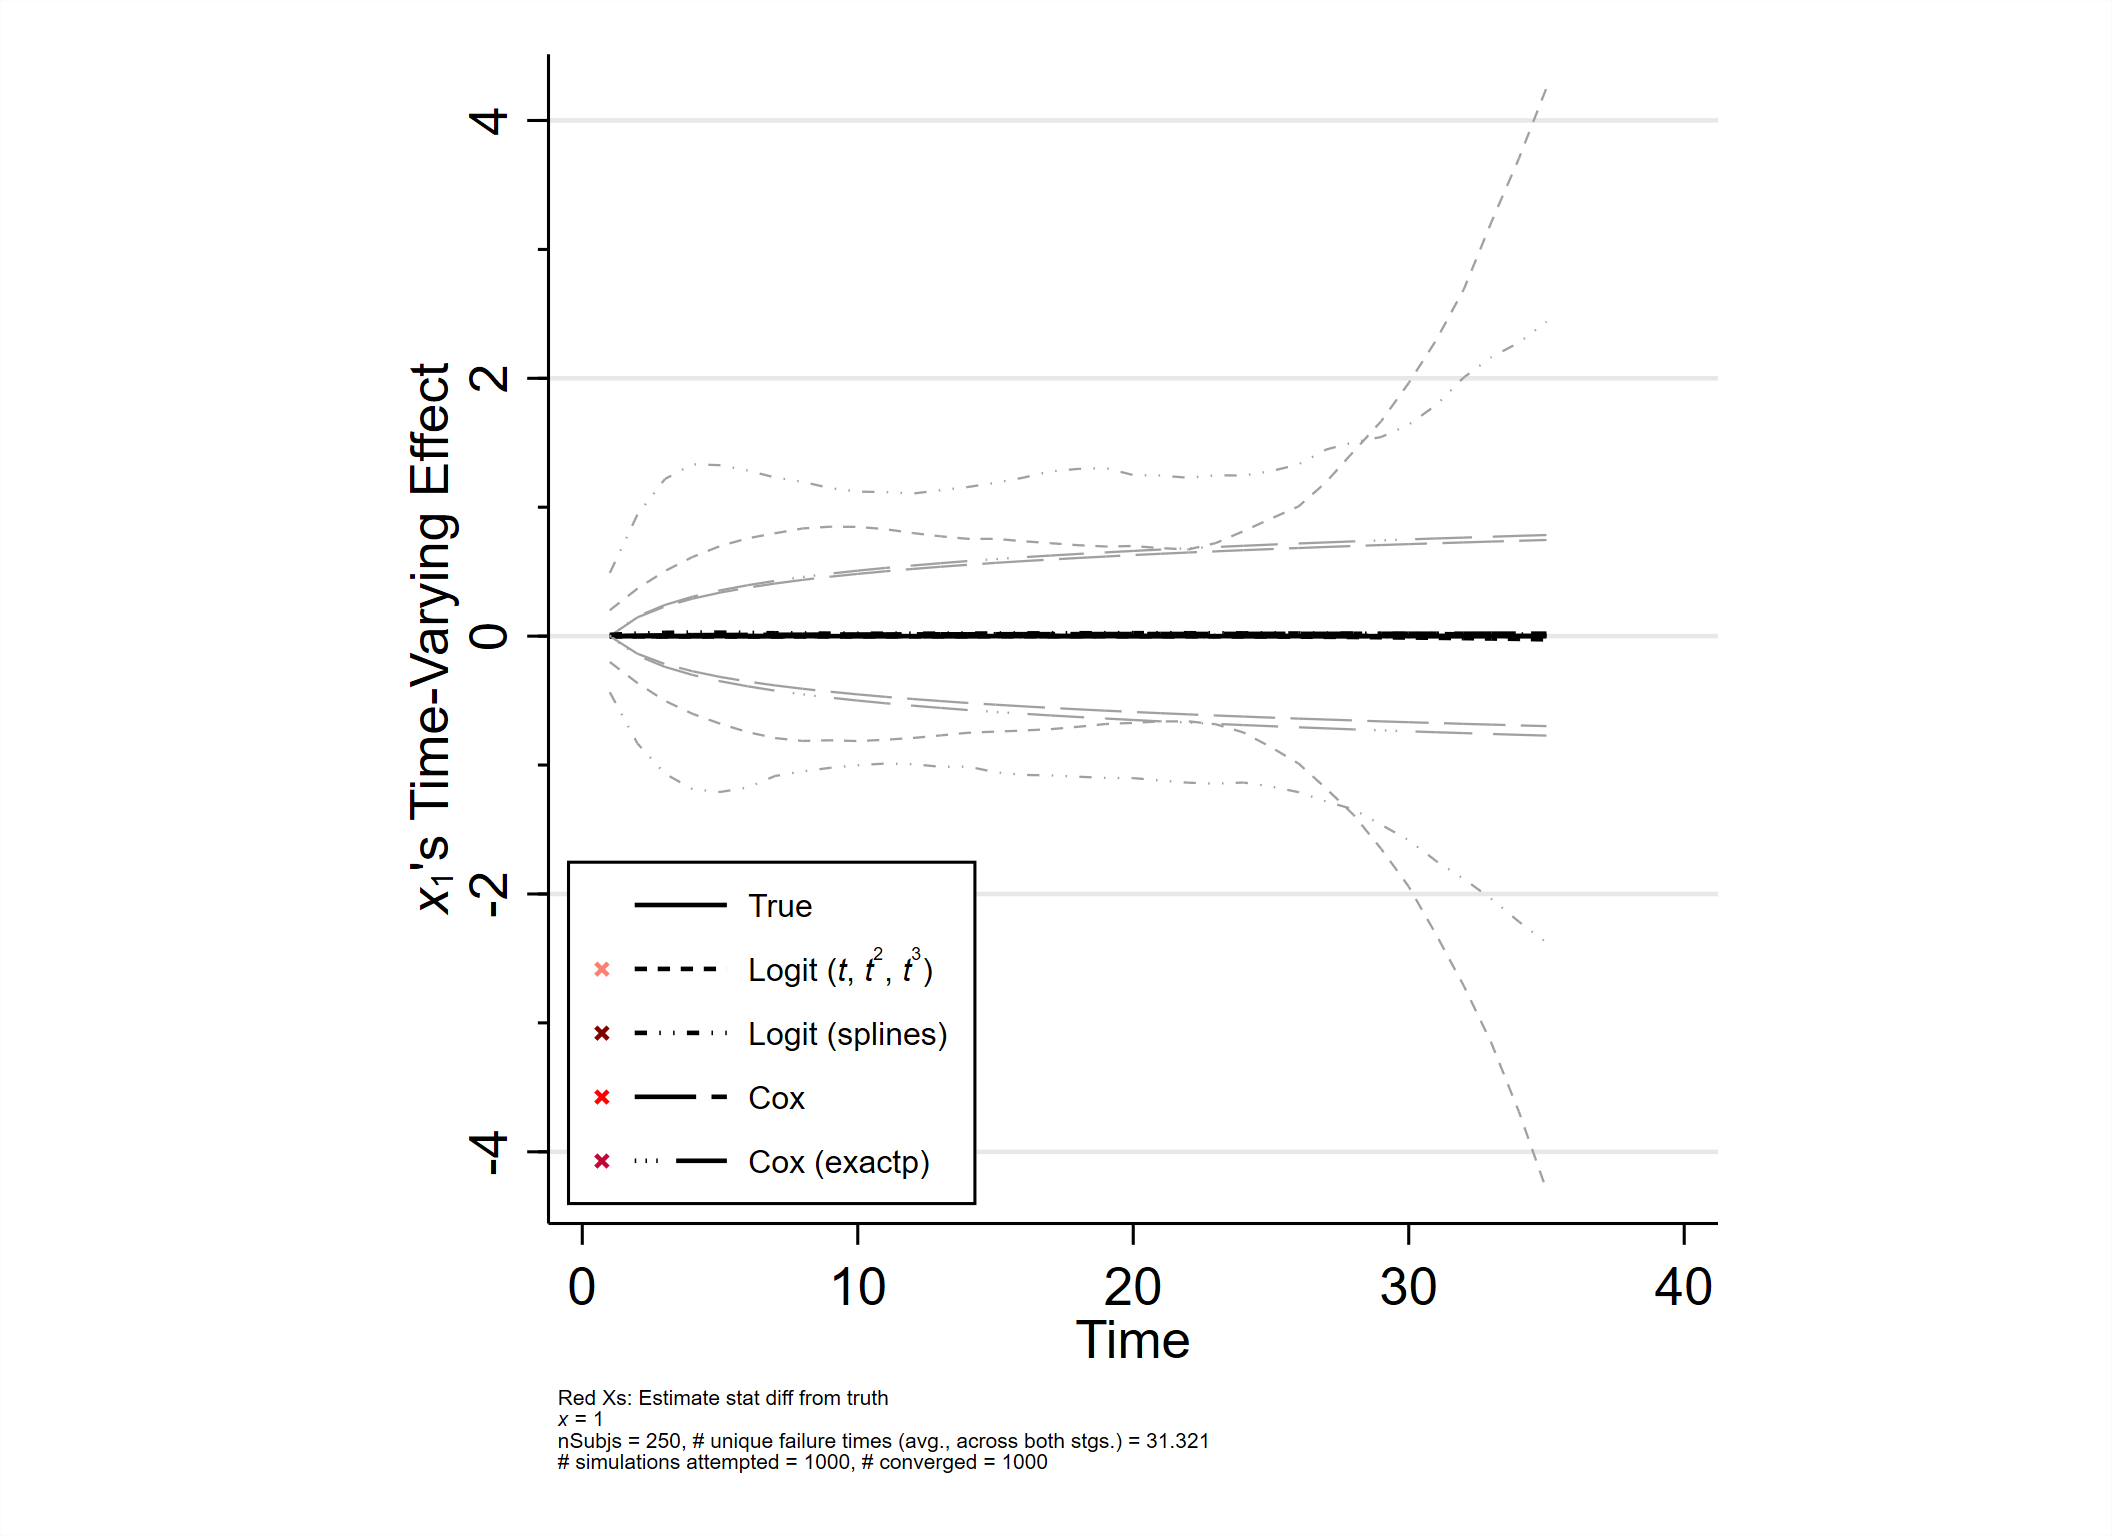 x₁'s Time-Varying Effect
4
2
0
-2
-4
True
Logit (t, t², t³)
Logit (splines)
Cox
Cox (exactp)
0 10 20 30 40
Time
Red Xs: Estimate stat diff from truth
x = 1
nSubjs = 250, # unique failure times (avg., across both stgs.) = 31.321
# simulations attempted = 1000, # converged = 1000